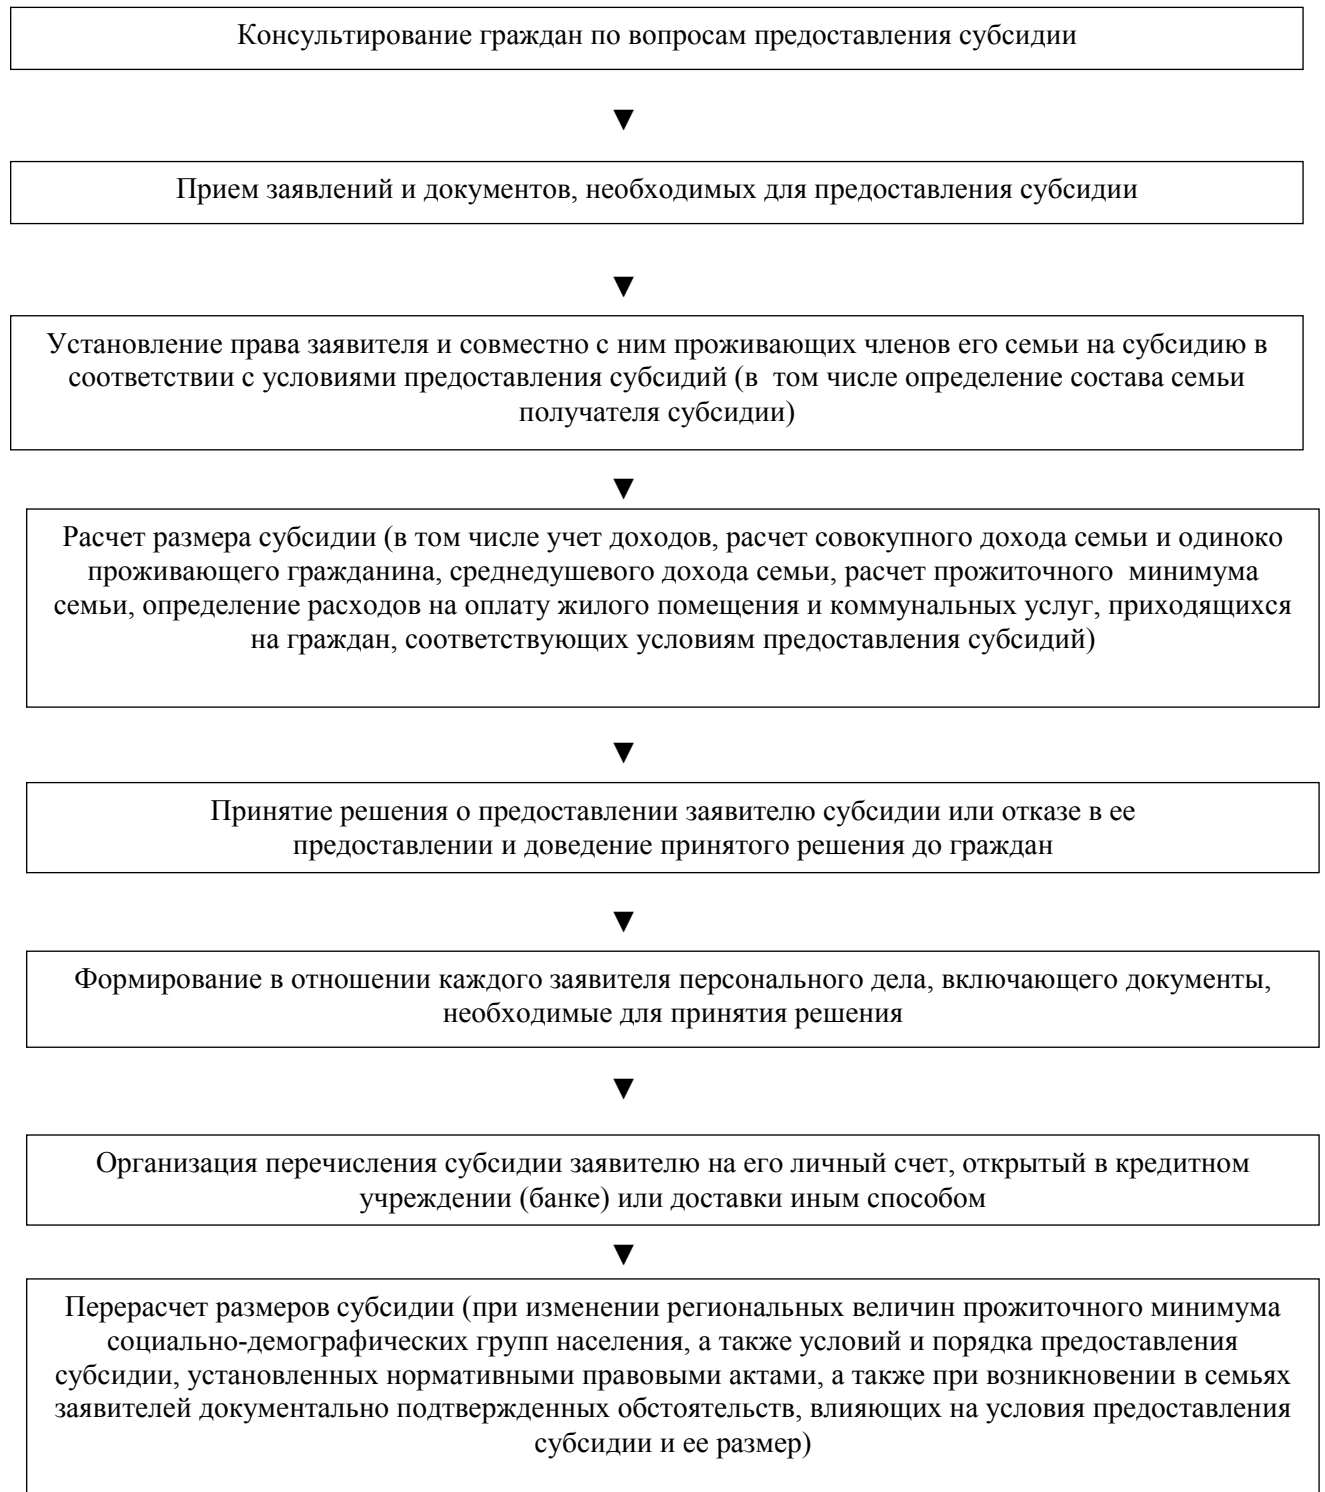 Консультирование граждан по вопросам предоставления субсидии
▼
Прием заявлений и документов, необходимых для предоставления субсидии
▼
Установление права заявителя и совместно с ним проживающих членов его семьи на субсидию в
соответствии с условиями предоставления субсидий (в  том числе определение состава семьи
получателя субсидии)
▼
Расчет размера субсидии (в том числе учет доходов, расчет совокупного дохода семьи и одиноко
проживающего гражданина, среднедушевого дохода семьи, расчет прожиточного  минимума
семьи, определение расходов на оплату жилого помещения и коммунальных услуг, приходящихся
на граждан, соответствующих условиям предоставления субсидий)
▼
Принятие решения о предоставлении заявителю субсидии или отказе в ее
предоставлении и доведение принятого решения до граждан
▼
Формирование в отношении каждого заявителя персонального дела, включающего документы,
необходимые для принятия решения
▼
Организация перечисления субсидии заявителю на его личный счет, открытый в кредитном
учреждении (банке) или доставки иным способом
▼
Перерасчет размеров субсидии (при изменении региональных величин прожиточного минимума
социально-демографических групп населения, а также условий и порядка предоставления
субсидии, установленных нормативными правовыми актами, а также при возникновении в семьях
заявителей документально подтвержденных обстоятельств, влияющих на условия предоставления
субсидии и ее размер)